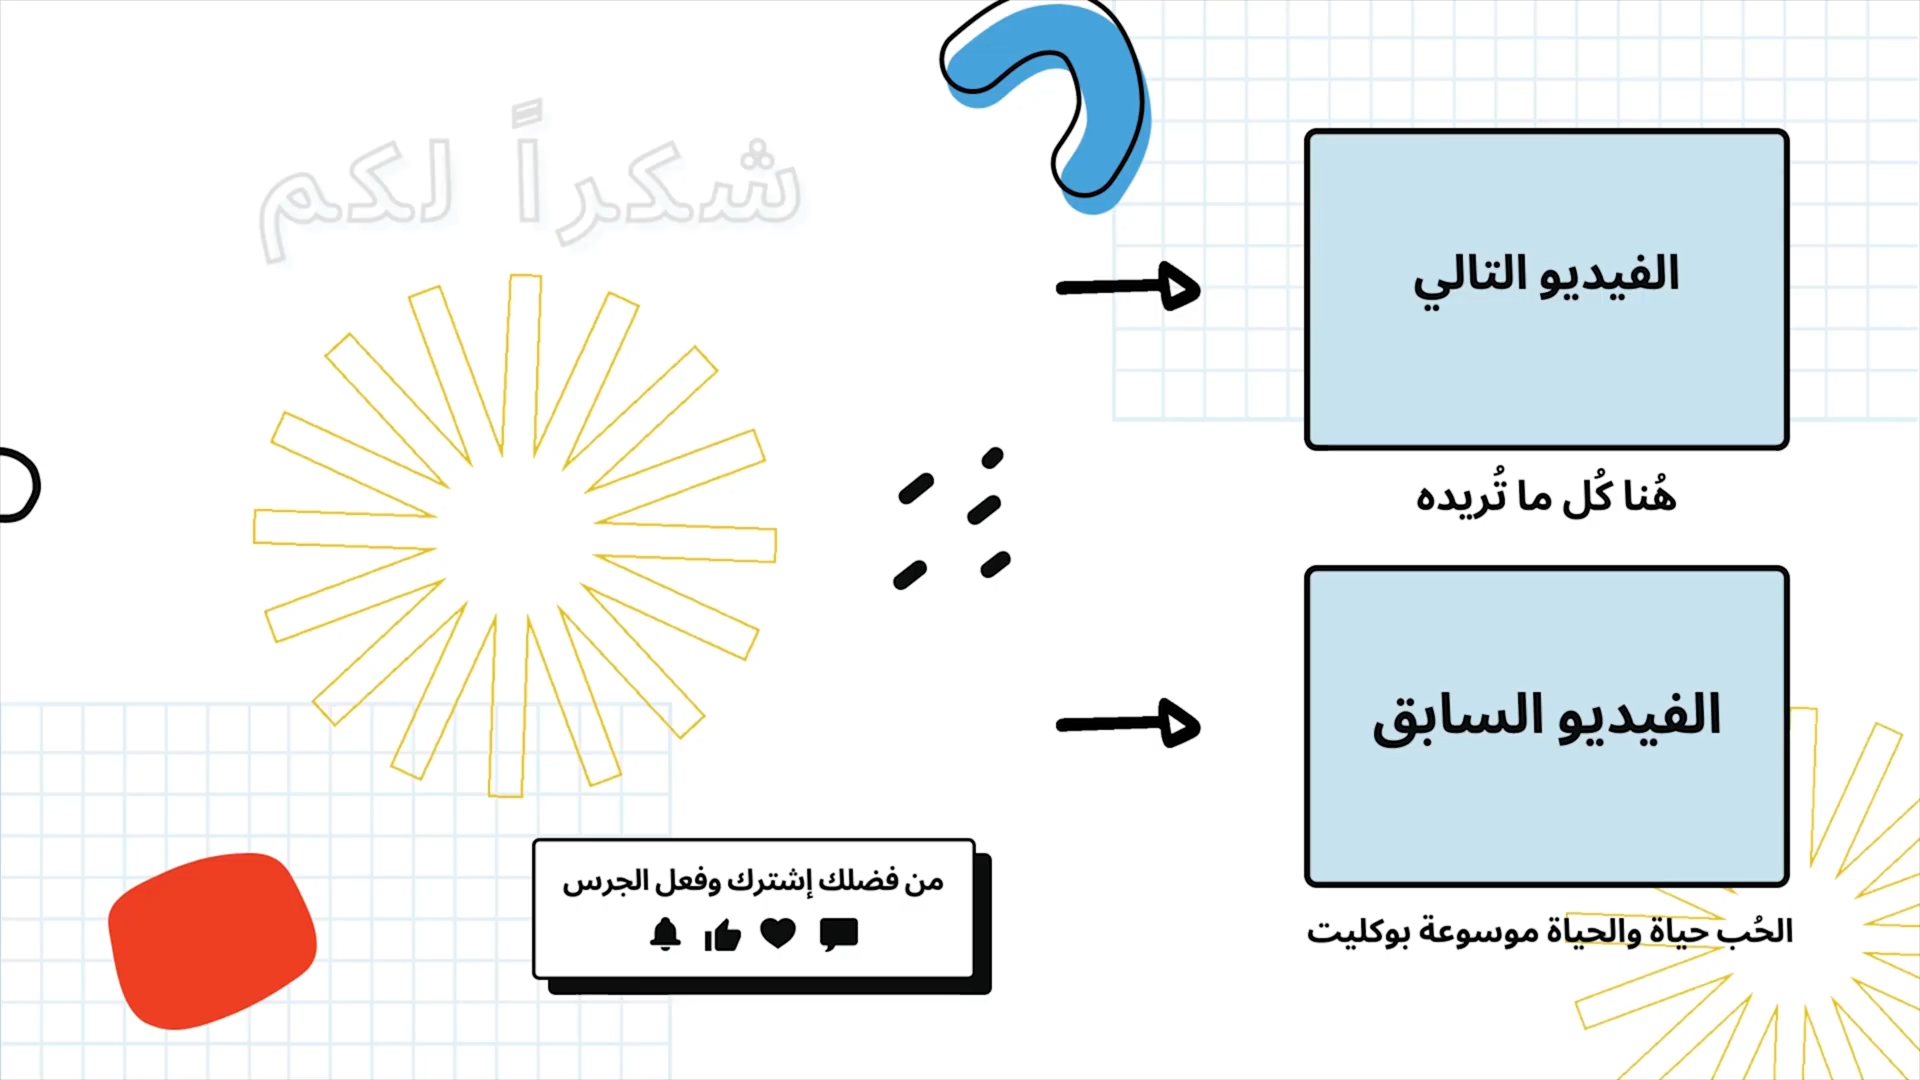 شكراً لكم
الفيديو التالي
هُنا كُل ما تُريده
الفيديو السابق
الحُب حياة والحياة موسوعة بوكليت
من فضلك إشترك وفعل الجرس